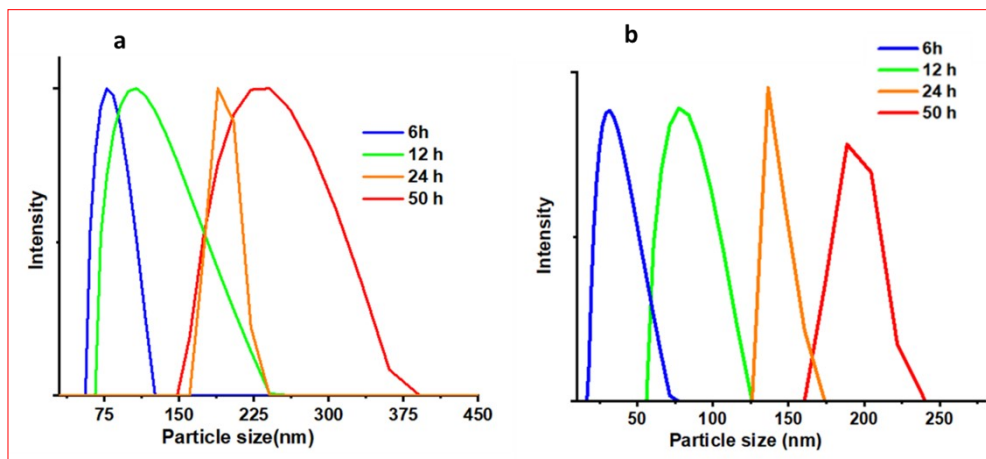 a
6h
12 h
24 h
50 h
Intensity
75 150 225 300 375 450
Particle size(nm)
b
6h
12 h
24 h
50 h
Intensity
50 100 150 200 250
Particle size (nm)